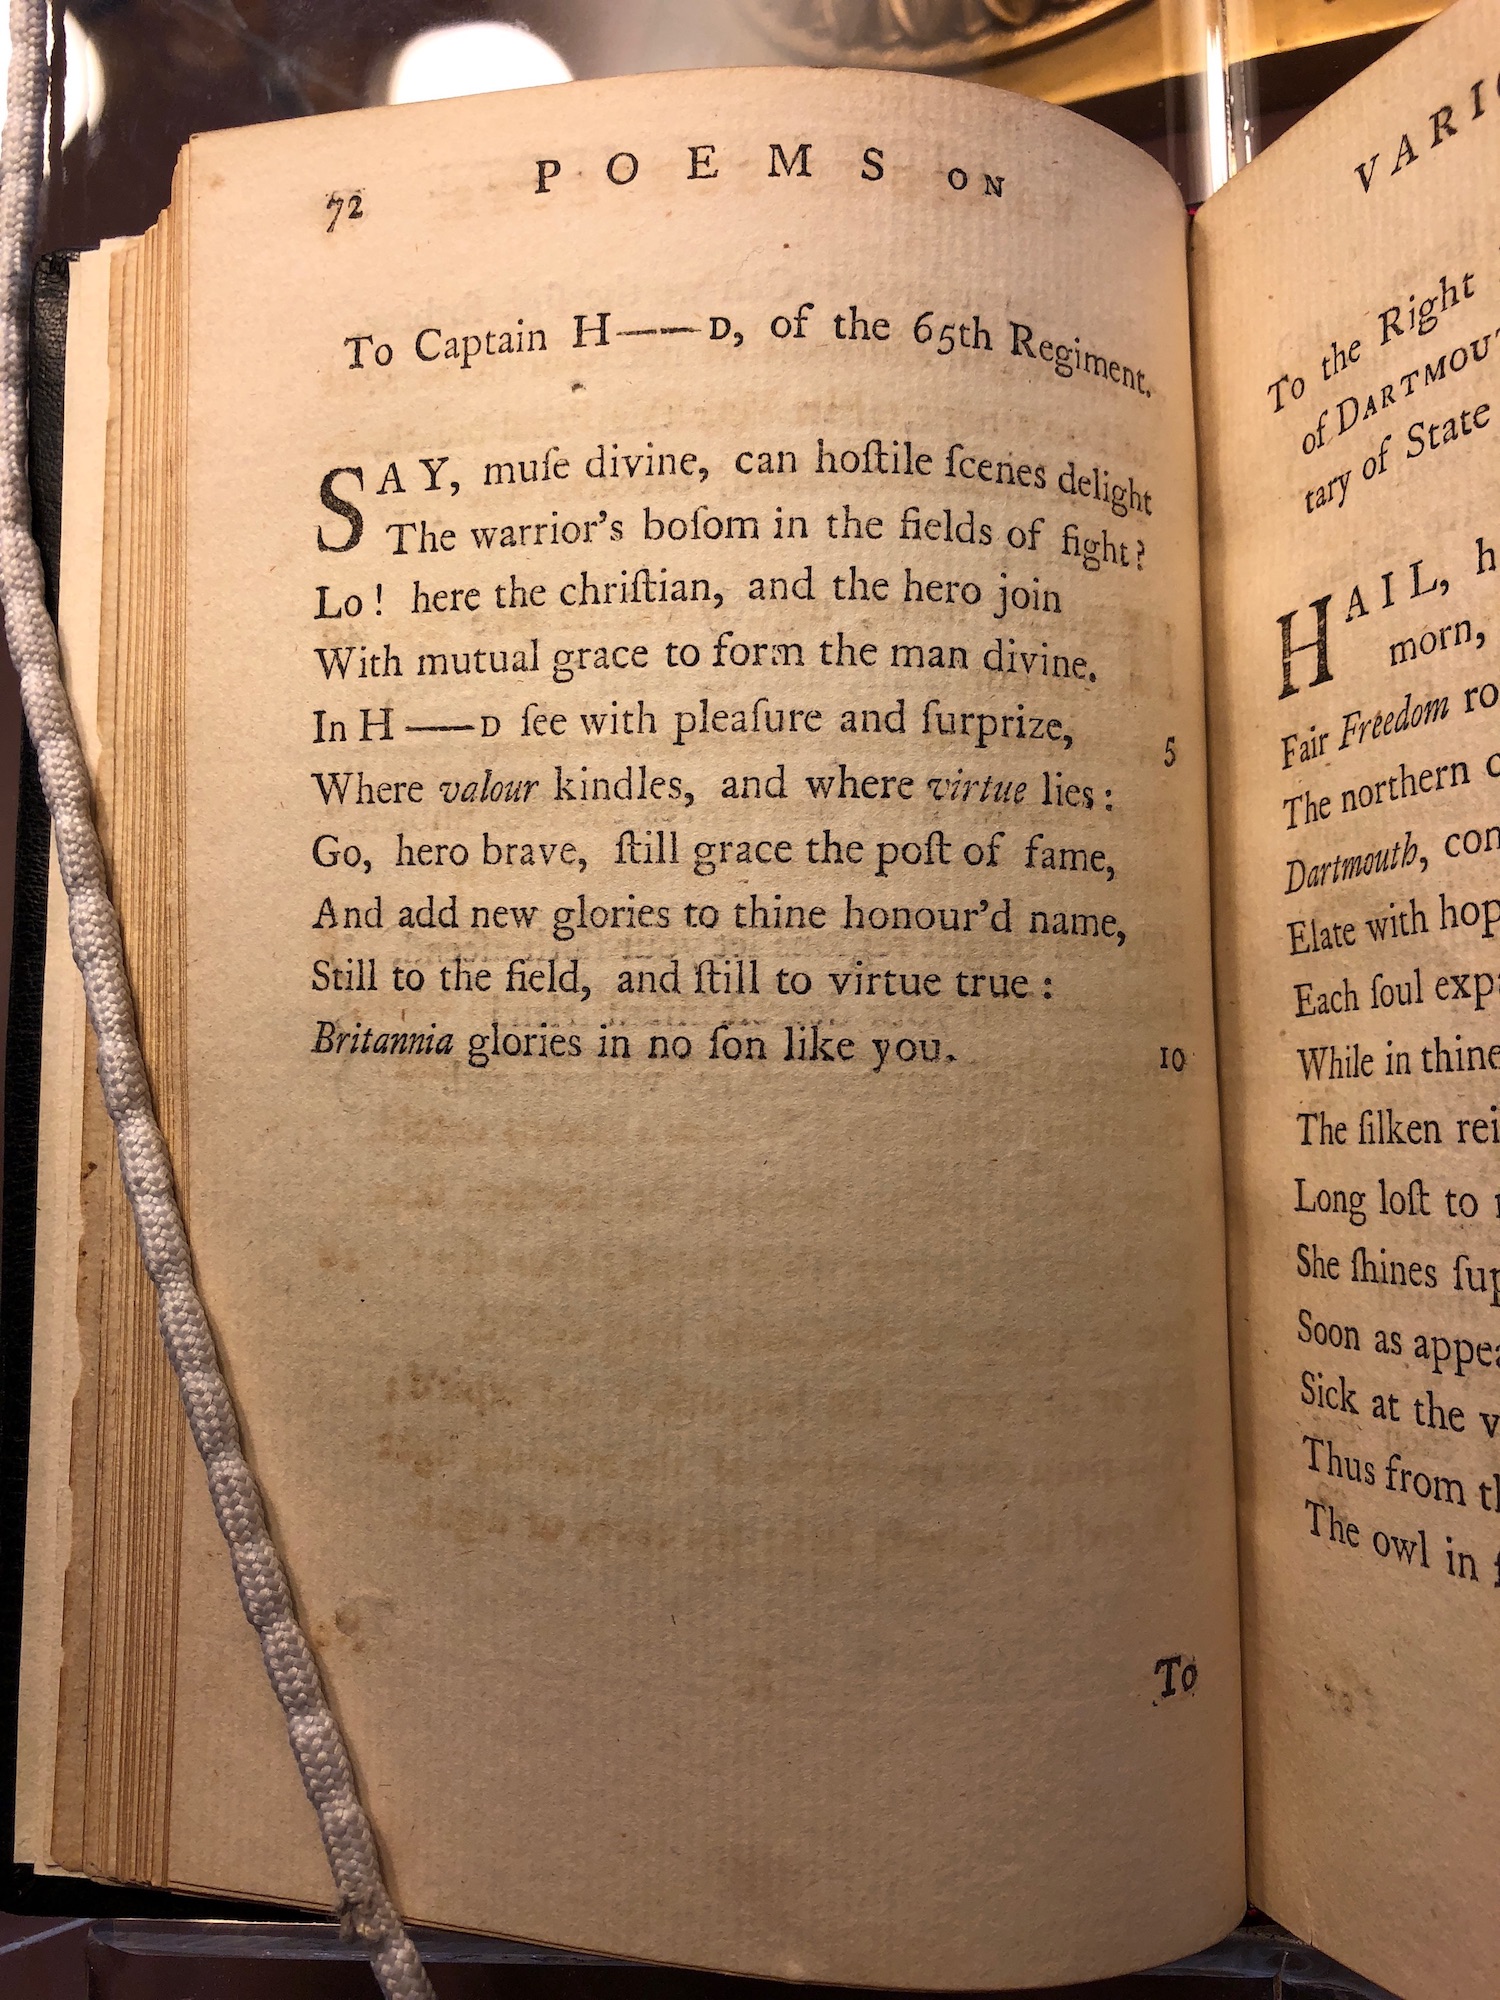 72
POEMS ON
To Captain H——D, of the 65th Regiment.
SAY, muſe divine, can hoſtile ſcenes delight
The warrior's boſom in the fields of fight?
Lo! here the chriſtian, and the hero join
With mutual grace to form the man divine.
In H——D ſee with pleaſure and ſurprize,
5
Where valour kindles, and where virtue lies:
Go, hero brave, ſtill grace the poſt of fame,
And add new glories to thine honour'd name,
Still to the field, and ſtill to virtue true:
Britannia glories in no ſon like you.
10
To
To the Right
of DARTMOUT
tary of State
HAIL, h
morn,
Fair Freedom ro
The northern c
Dartmouth, con
Elate with hop
Each ſoul exp
While in thine
The ſilken rei
Long loſt to
She ſhines ſup
Soon as appea
Sick at the v
Thus from th
The owl in